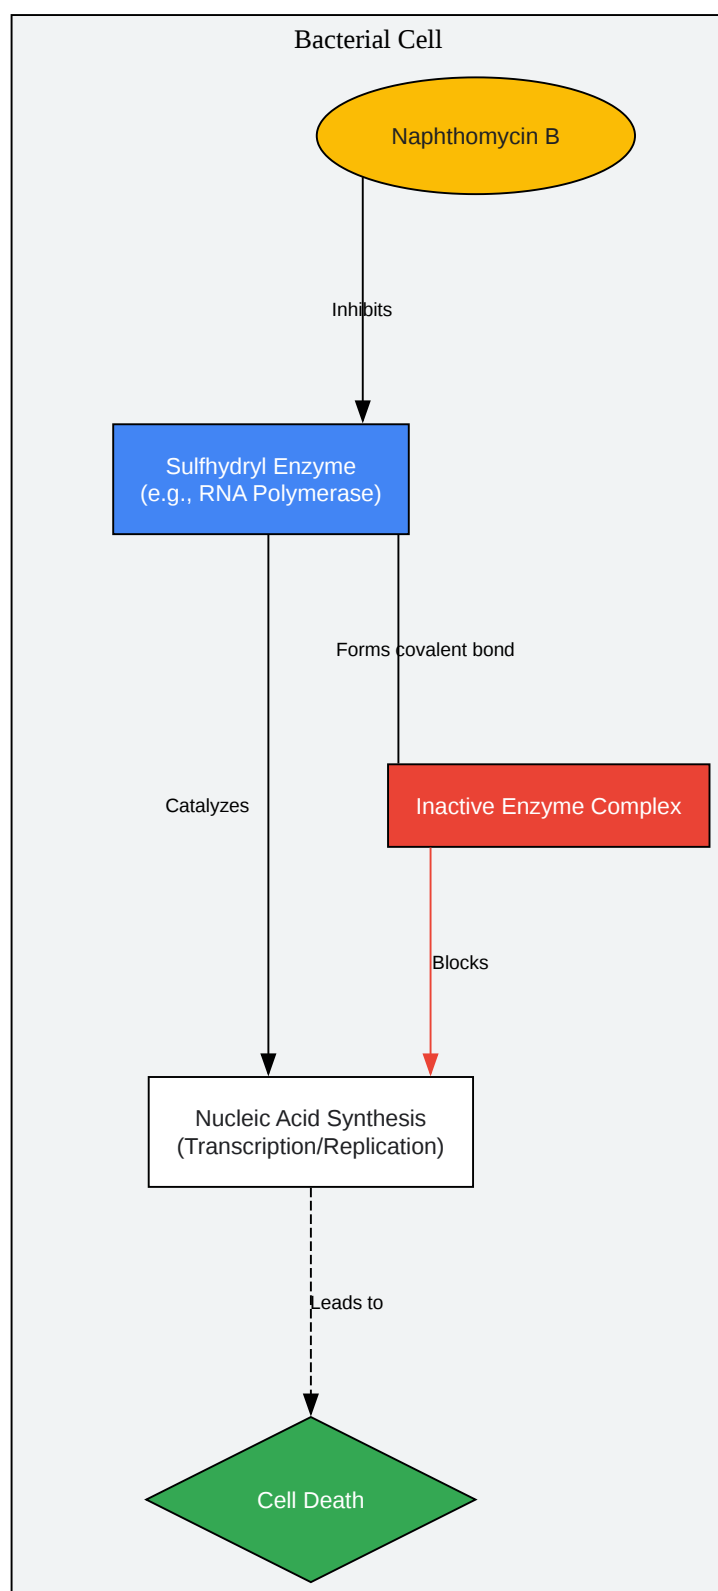 Bacterial Cell
Naphthomycin B
Inhibits
Sulfhydryl Enzyme
(e.g., RNA Polymerase)
Forms covalent bond
Catalyzes
Inactive Enzyme Complex
Blocks
Nucleic Acid Synthesis
(Transcription/Replication)
Leads to
Cell Death